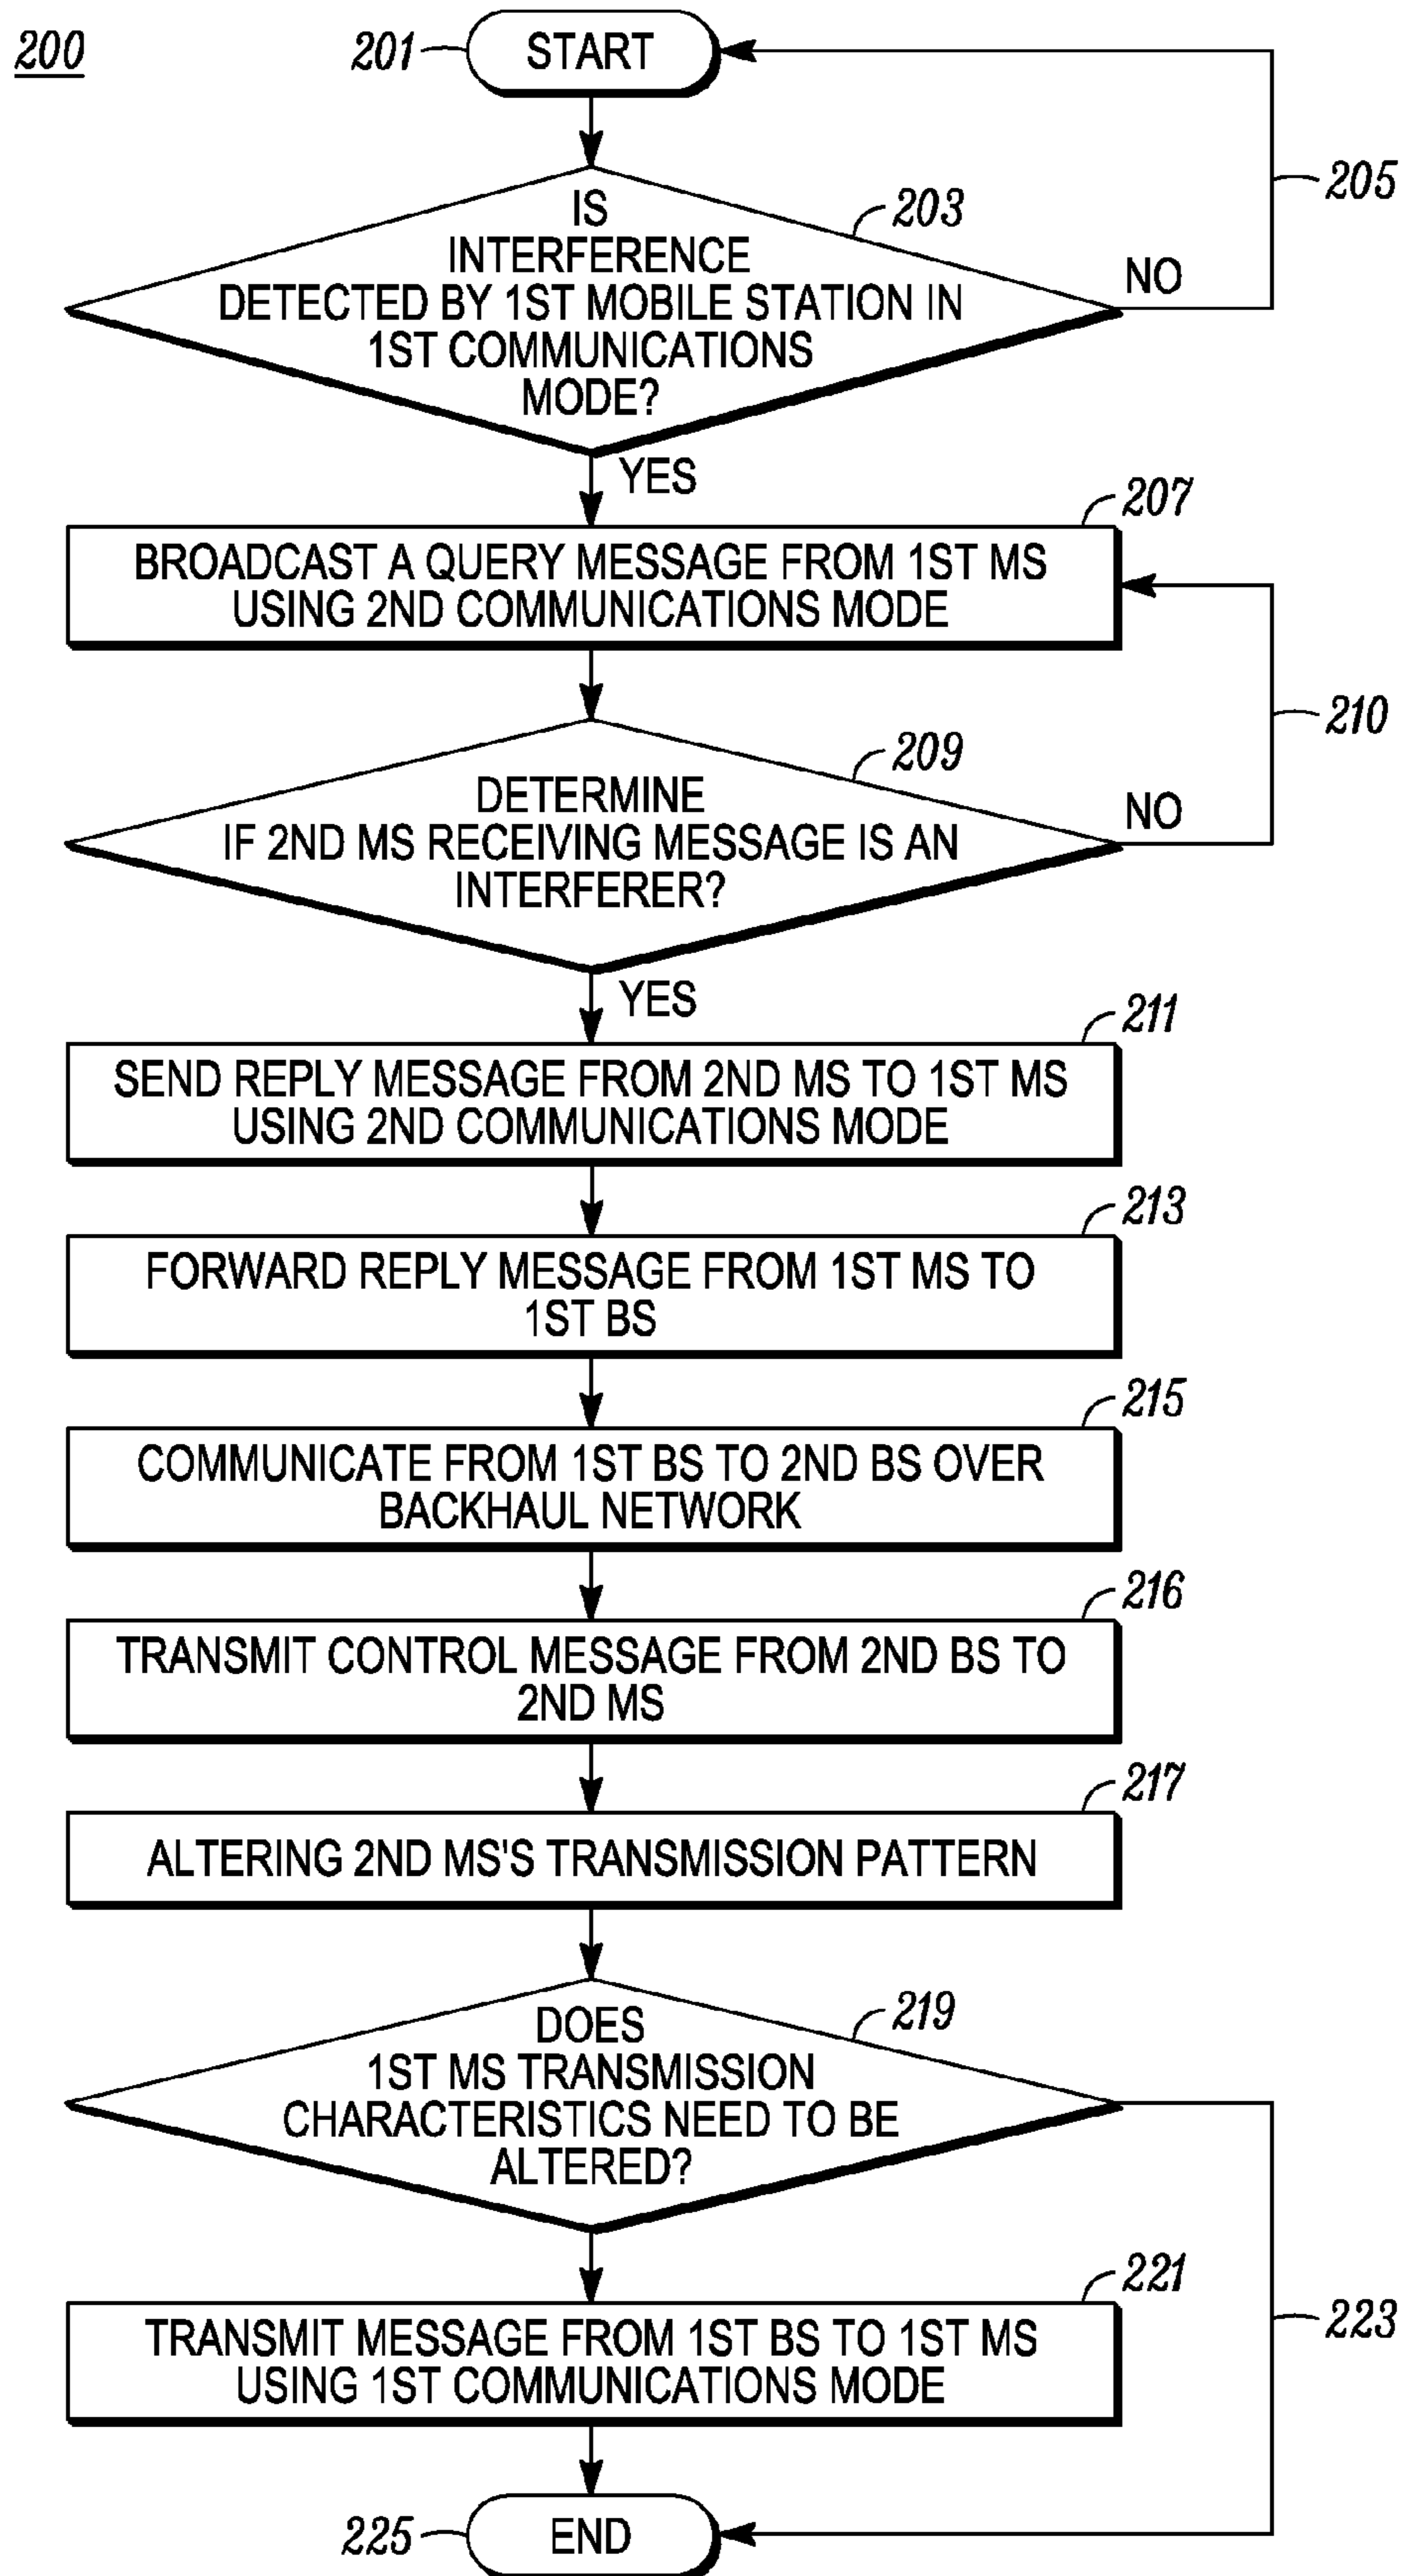 200
201
START
205
203
IS
INTERFERENCE
DETECTED BY 1ST MOBILE STATION IN
1ST COMMUNICATIONS
MODE?
NO
YES
207
BROADCAST A QUERY MESSAGE FROM 1ST MS
USING 2ND COMMUNICATIONS MODE
210
209
DETERMINE
IF 2ND MS RECEIVING MESSAGE IS AN
INTERFERER?
NO
YES
211
SEND REPLY MESSAGE FROM 2ND MS TO 1ST MS
USING 2ND COMMUNICATIONS MODE
213
FORWARD REPLY MESSAGE FROM 1ST MS TO
1ST BS
215
COMMUNICATE FROM 1ST BS TO 2ND BS OVER
BACKHAUL NETWORK
216
TRANSMIT CONTROL MESSAGE FROM 2ND BS TO
2ND MS
217
ALTERING 2ND MS'S TRANSMISSION PATTERN
219
DOES
1ST MS TRANSMISSION
CHARACTERISTICS NEED TO BE
ALTERED?
221
TRANSMIT MESSAGE FROM 1ST BS TO 1ST MS
USING 1ST COMMUNICATIONS MODE
223
225
END